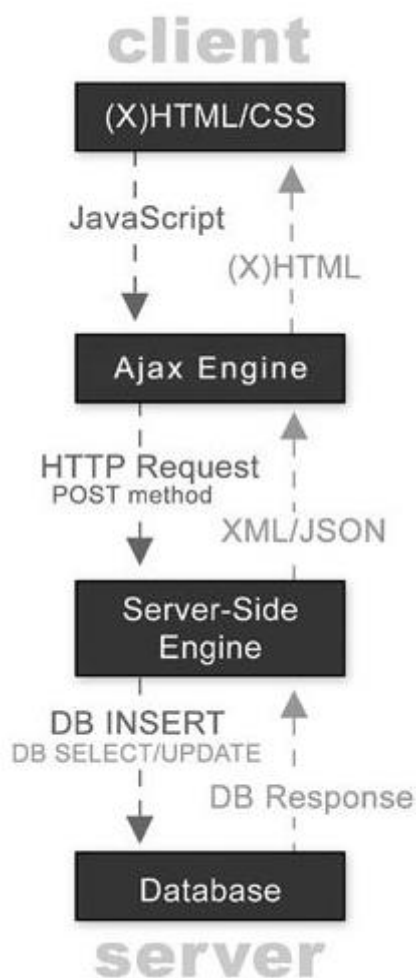 client
(X)HTML/CSS
JavaScript
(X)HTML
Ajax Engine
HTTP Request
POST method
XML/JSON
Server-Side
Engine
DB INSERT
DB SELECT/UPDATE
DB Response
Database
server